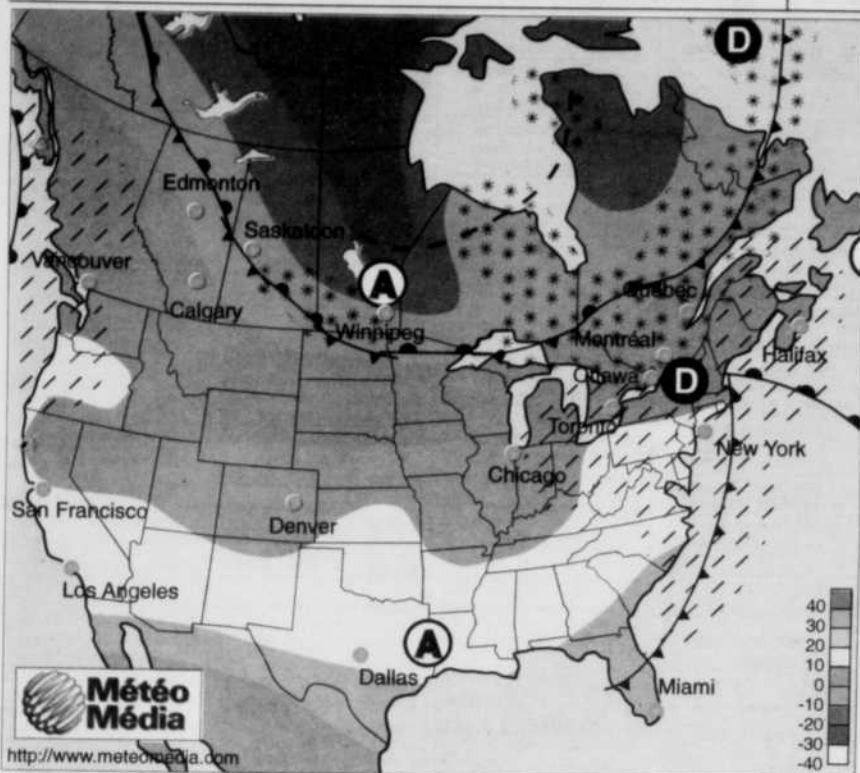 D
Edmonton
Saskatoon
Vancouver
A
Calgary
Winnipeg
Québec
Montréal
Halifax
Ottawa
D
Toronto
New York
Chicago
San Francisco
Denver
Los Angeles
A
Dallas
Miami
40
30
20
10
0
-10
-20
-30
-40
Météo
Média
http://www.meteomedia.com